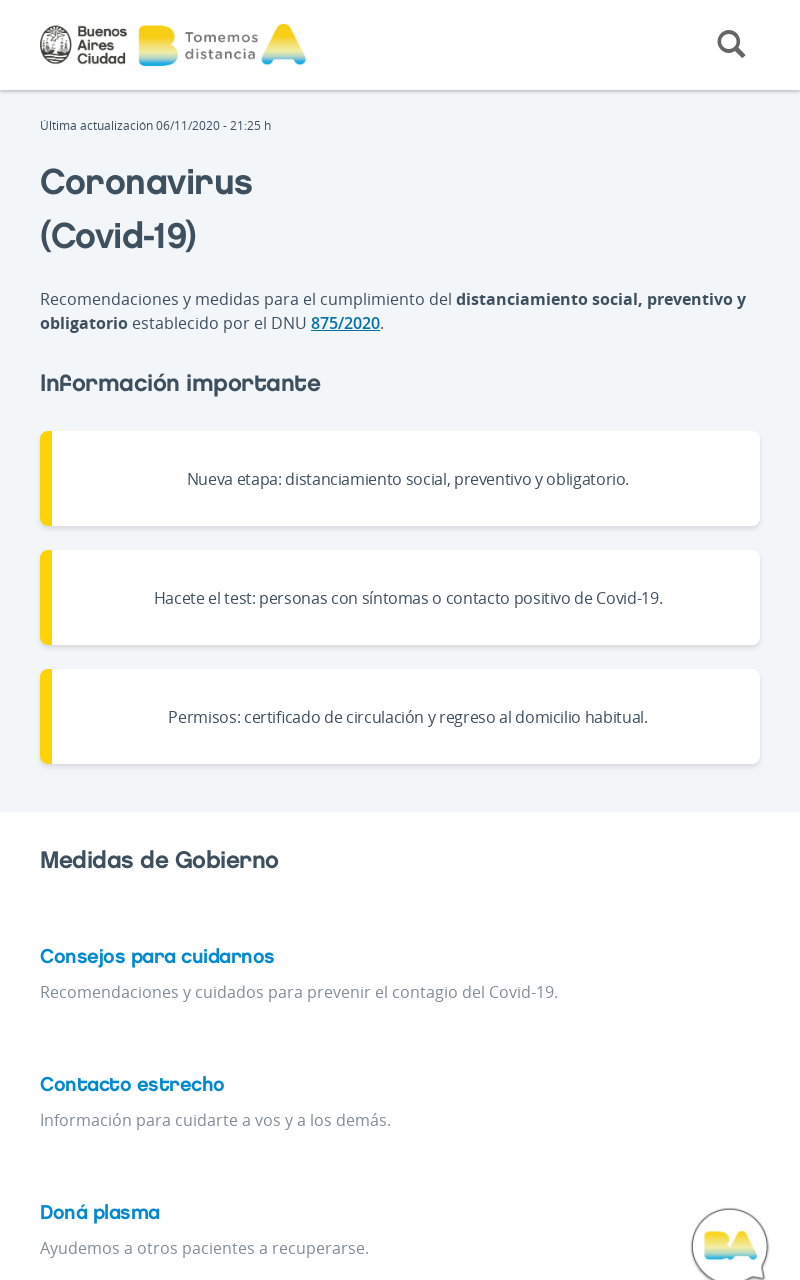 Buenos
Aires
Ciudad
BA Tomemos
distancia
Última actualización 06/11/2020 - 21:25 h
Coronavirus
(Covid-19)
Recomendaciones y medidas para el cumplimiento del distanciamiento social, preventivo y
obligatorio establecido por el DNU 875/2020.
Información importante
Nueva etapa: distanciamiento social, preventivo y obligatorio.
Hacete el test: personas con síntomas o contacto positivo de Covid-19.
Permisos: certificado de circulación y regreso al domicilio habitual.
Medidas de Gobierno
Consejos para cuidarnos
Recomendaciones y cuidados para prevenir el contagio del Covid-19.
Contacto estrecho
Información para cuidarte a vos y a los demás.
Doná plasma
Ayudemos a otros pacientes a recuperarse.
BA